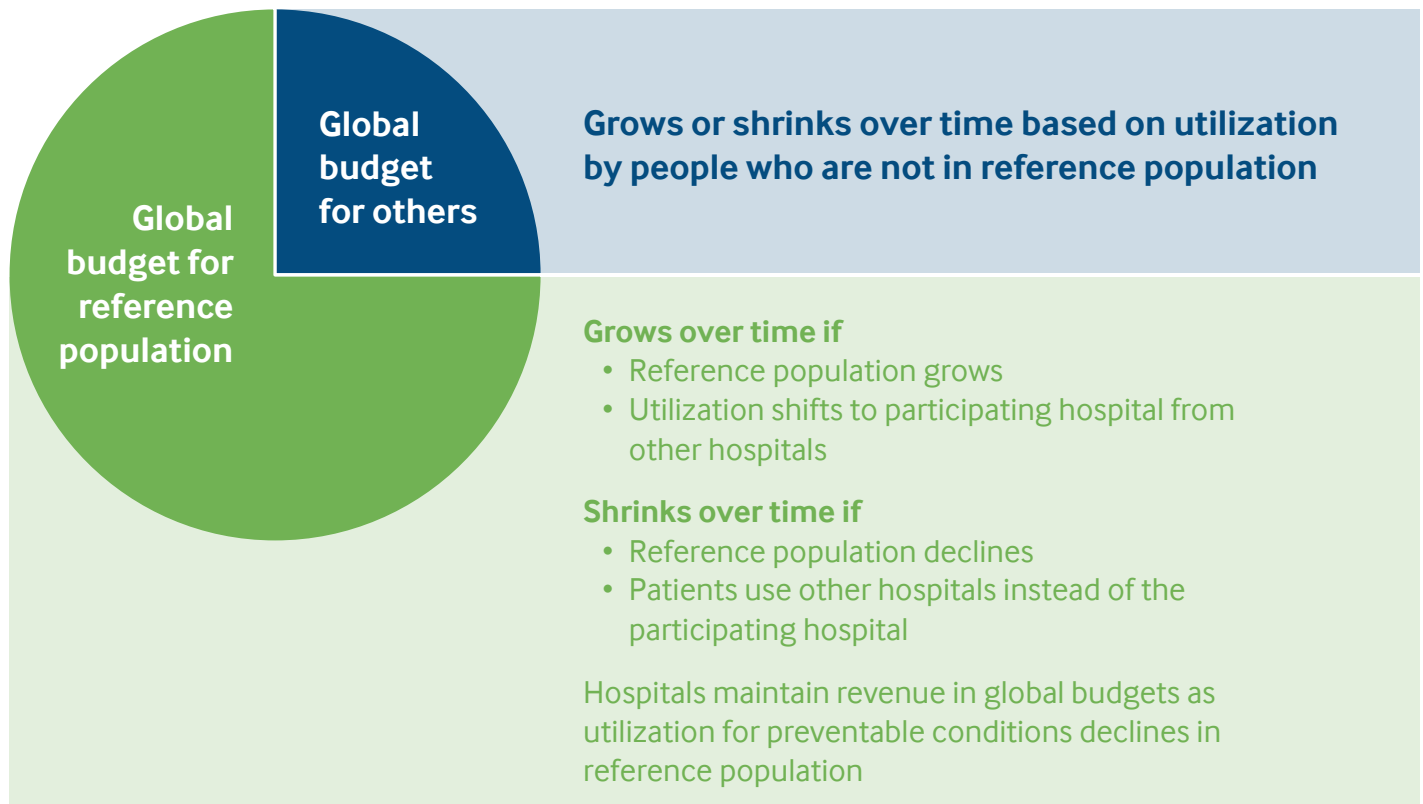 Global
budget
for others
Grows or shrinks over time based on utilization
by people who are not in reference population
Global
budget for
reference
population
Grows over time if
• Reference population grows
• Utilization shifts to participating hospital from
other hospitals
Shrinks over time if
• Reference population declines
• Patients use other hospitals instead of the
participating hospital
Hospitals maintain revenue in global budgets as
utilization for preventable conditions declines in
reference population